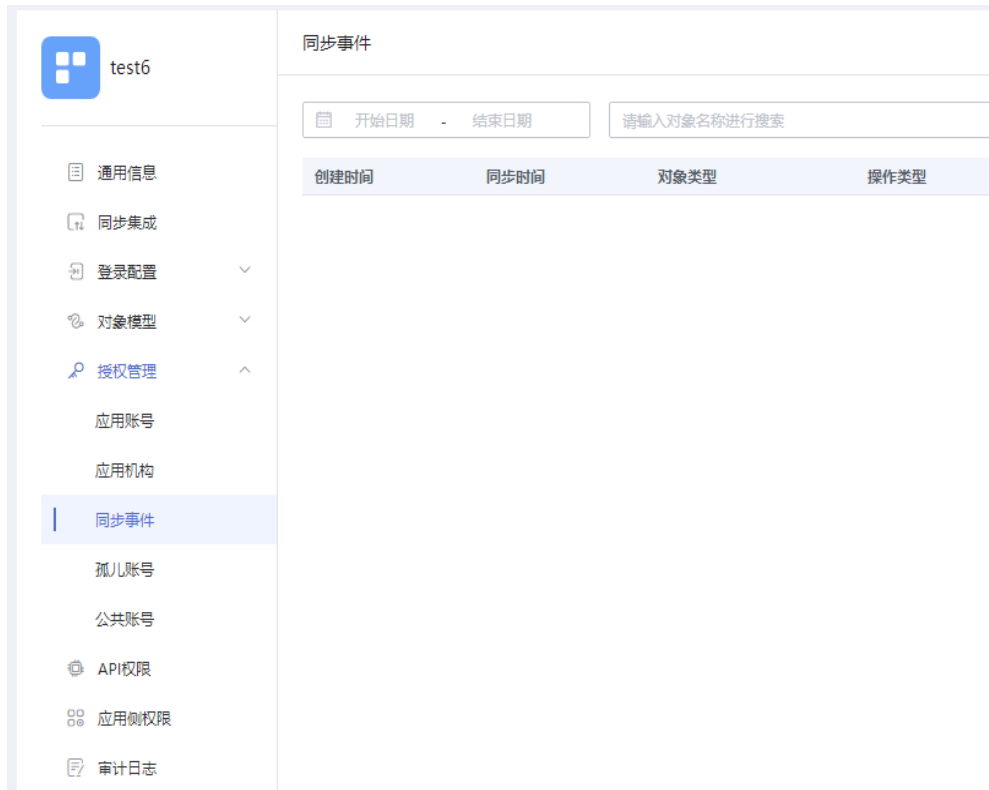 test6
通用信息
同步集成
登录配置
对象模型
授权管理
应用账号
应用机构
同步事件
孤儿账号
公共账号
API权限
应用侧权限
审计日志
同步事件
开始日期 - 结束日期 请输入对象名称进行搜索
创建时间 同步时间 对象类型 操作类型